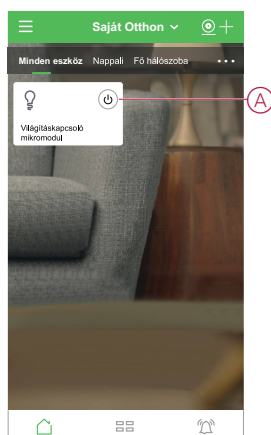 Saját Otthon
Minden eszköz Nappali Fő hálószoba
Világításkapcsoló
mikromodul
A